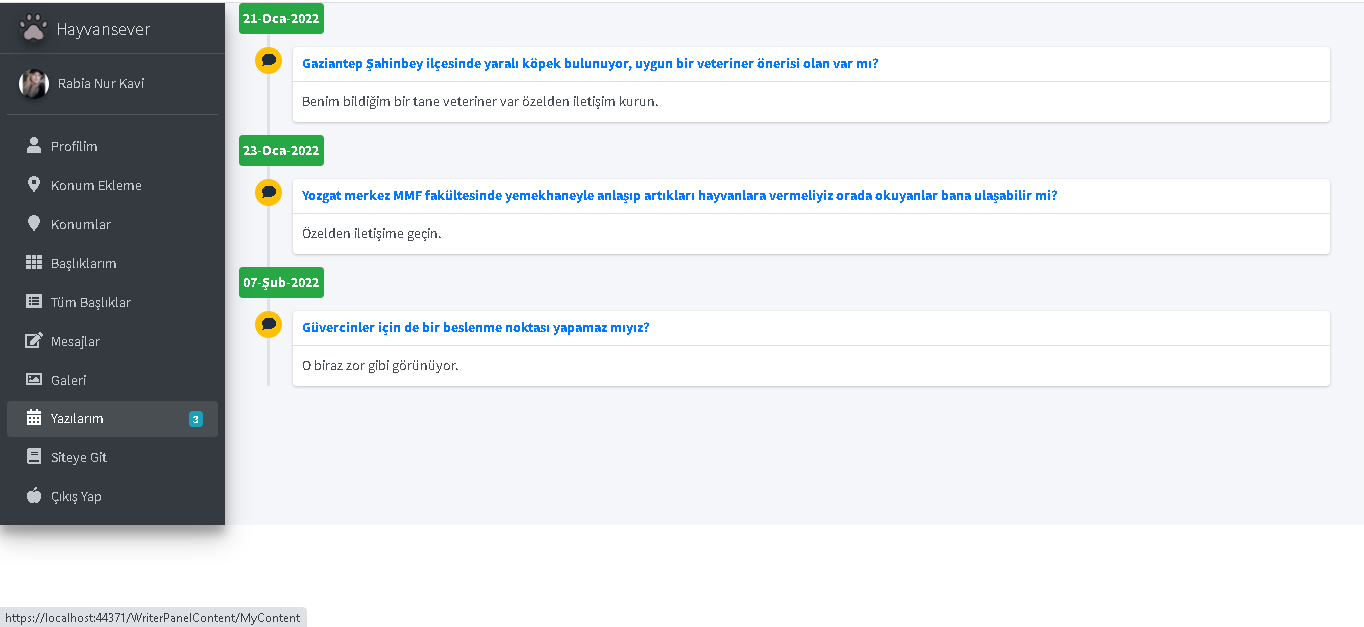 Hayvansever
Rabia Nur Kavi
Profilim
Konum Ekleme
Konumlar
Başlıklarım
Tüm Başlıklar
Mesajlar
Galeri
Yazılarım 3
Siteye Git
Çıkış Yap
21-Oca-2022
Gaziantep Şahinbey ilçesinde yaralı köpek bulunuyor, uygun bir veteriner önerisi olan var mı?
Benim bildiğim bir tane veteriner var özelden iletişim kurun.
23-Oca-2022
Yozgat merkez MMF fakültesinde yemekhaneyle anlaşıp artıkları hayvanlara vermeliyiz orada okuyanlar bana ulaşabilir mi?
Özelden iletişime geçin.
07-Şub-2022
Güvercinler için de bir beslenme noktası yapamaz mıyız?
O biraz zor gibi görünüyor.
https://localhost:44371/WriterPanelContent/MyContent